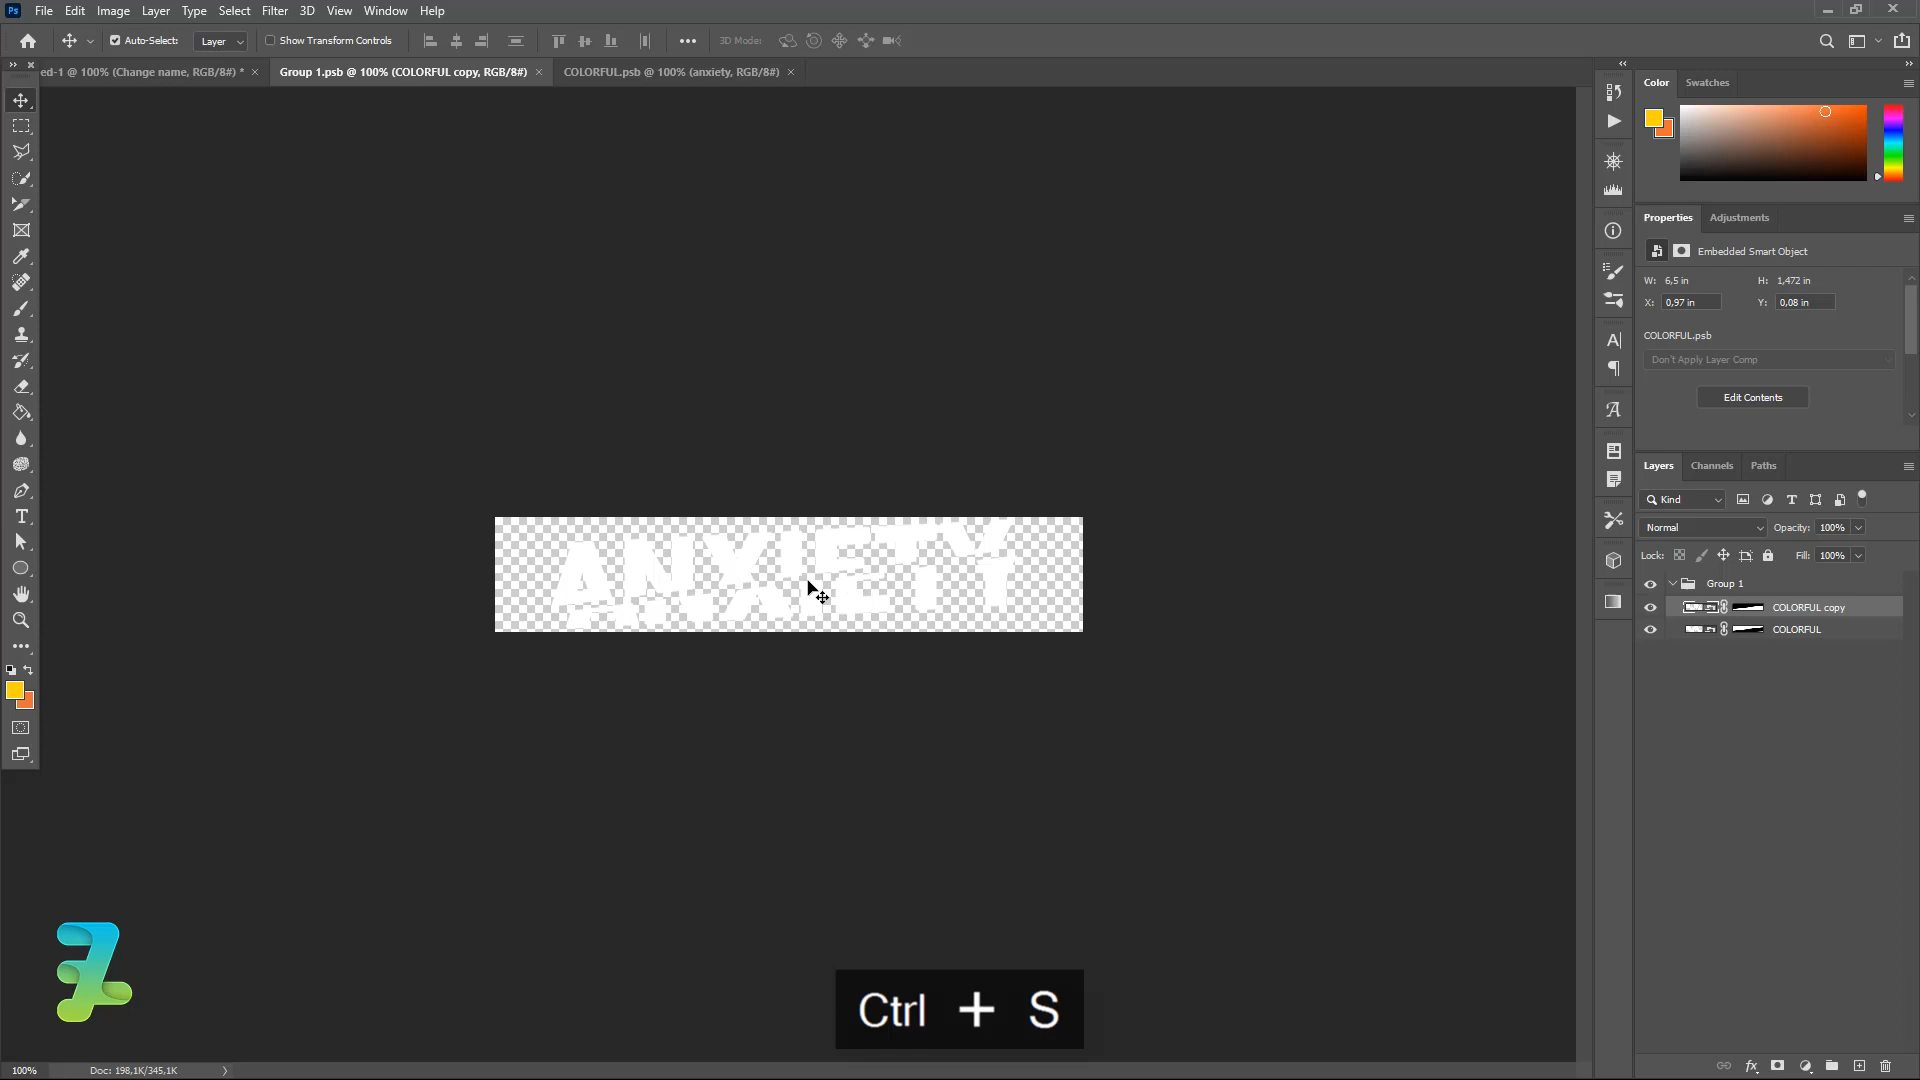 Ps File Edit Image Layer Type Select Filter 3D View Window Help
Auto-Select: Layer Show Transform Controls 3D Mode:
ed-1 @ 100% (Change name, RGB/8#) * Group 1.psb @ 100% (COLORFUL copy, RGB/8#) COLORFUL.psb @ 100% (anxiety, RGB/8#)
Color Swatches
Properties Adjustments
Embedded Smart Object
W: 6,5 in H: 1,472 in
X: 0,97 in Y: 0,08 in
COLORFUL.psb
Don't Apply Layer Comp
Edit Contents
Layers Channels Paths
Kind
Normal Opacity: 100%
Lock: Fill: 100%
Group 1
COLORFUL copy
COLORFUL
ANXIETY
Ctrl + S
100% Doc: 198,1K/345,1K